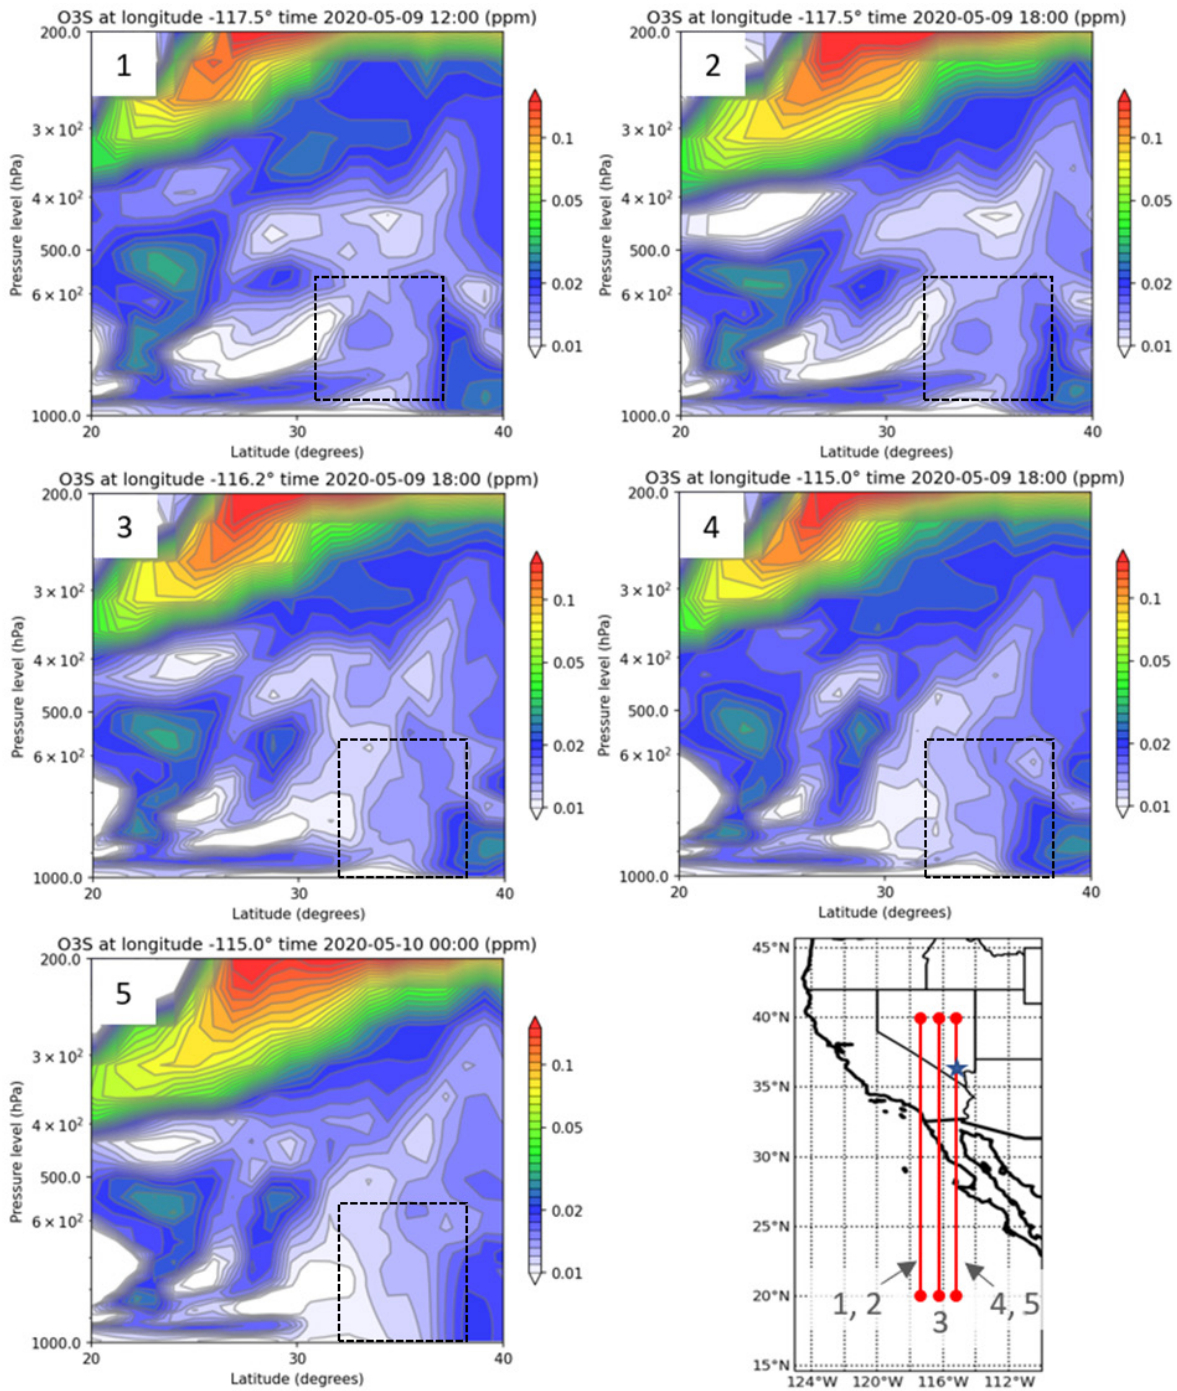 O3S at longitude -117.5° time 2020-05-09 12:00 (ppm)
1
200.0
3 × 10²
4 × 10²
500.0
6 × 10²
1000.0
Pressure level (hPa)
20
30
40
Latitude (degrees)
0.1
0.05
0.02
0.01
O3S at longitude -117.5° time 2020-05-09 18:00 (ppm)
2
200.0
3 × 10²
4 × 10²
500.0
6 × 10²
1000.0
Pressure level (hPa)
20
30
40
Latitude (degrees)
0.1
0.05
0.02
0.01
O3S at longitude -116.2° time 2020-05-09 18:00 (ppm)
3
200.0
3 × 10²
4 × 10²
500.0
6 × 10²
1000.0
Pressure level (hPa)
20
30
40
Latitude (degrees)
0.1
0.05
0.02
0.01
O3S at longitude -115.0° time 2020-05-09 18:00 (ppm)
4
200.0
3 × 10²
4 × 10²
500.0
6 × 10²
1000.0
Pressure level (hPa)
20
30
40
Latitude (degrees)
0.1
0.05
0.02
0.01
O3S at longitude -115.0° time 2020-05-10 00:00 (ppm)
5
200.0
3 × 10²
4 × 10²
500.0
6 × 10²
1000.0
Pressure level (hPa)
20
30
40
Latitude (degrees)
0.1
0.05
0.02
0.01
45°N
40°N
35°N
30°N
25°N
20°N
15°N
1, 2
3
4, 5
124°W
120°W
116°W
112°W